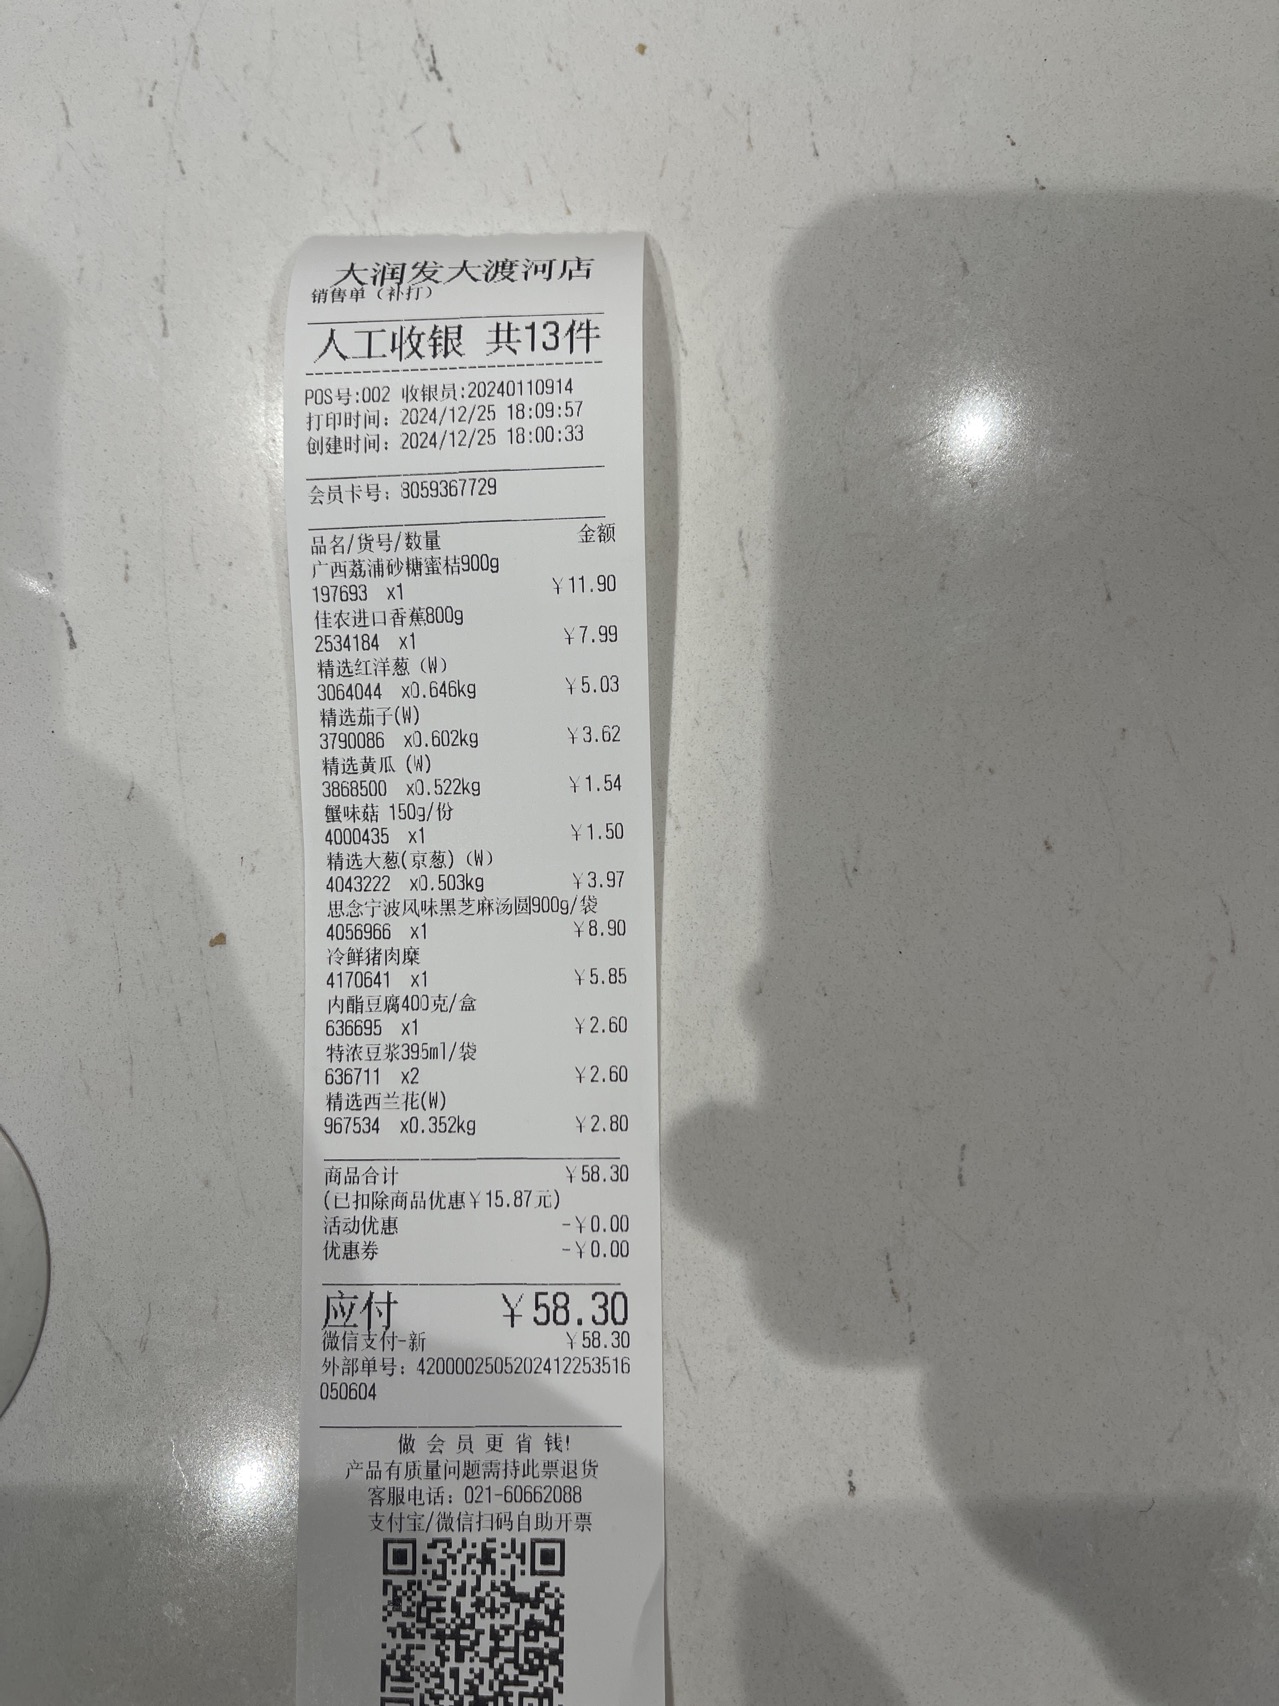 大润发大渡河店
销售单（补打）
人工收银 共13件
POS号:002 收银员:20240110914
打印时间: 2024/12/25 18:09:57
创建时间: 2024/12/25 18:00:33
会员卡号: 8059367729
品名/货号/数量 金额
广西荔浦砂糖蜜桔900g
197693 x1 ￥11.90
佳农进口香蕉800g
2534184 x1 ￥7.99
精选红洋葱（W）
3064044 x0.646kg ￥5.03
精选茄子(W)
3790086 x0.602kg ￥3.62
精选黄瓜 (W)
3868500 x0.522kg ￥1.54
蟹味菇 150g/份
4000435 x1 ￥1.50
精选大葱(京葱)（W）
4043222 x0.503kg ￥3.97
思念宁波风味黑芝麻汤圆900g/袋
4056966 x1 ￥8.90
冷鲜猪肉糜
4170641 x1 ￥5.85
内酯豆腐400克/盒
636695 x1 ￥2.60
特浓豆浆395ml/袋
636711 x2 ￥2.60
精选西兰花(W)
967534 x0.352kg ￥2.80
商品合计 ￥58.30
(已扣除商品优惠￥15.87元)
活动优惠 -￥0.00
优惠券 -￥0.00
应付 ￥58.30
微信支付-新 ￥58.30
外部单号: 4200002505202412253516
050604
做 会 员 更 省 钱!
产品有质量问题需持此票退货
客服电话: 021-60662088
支付宝/微信扫码自助开票